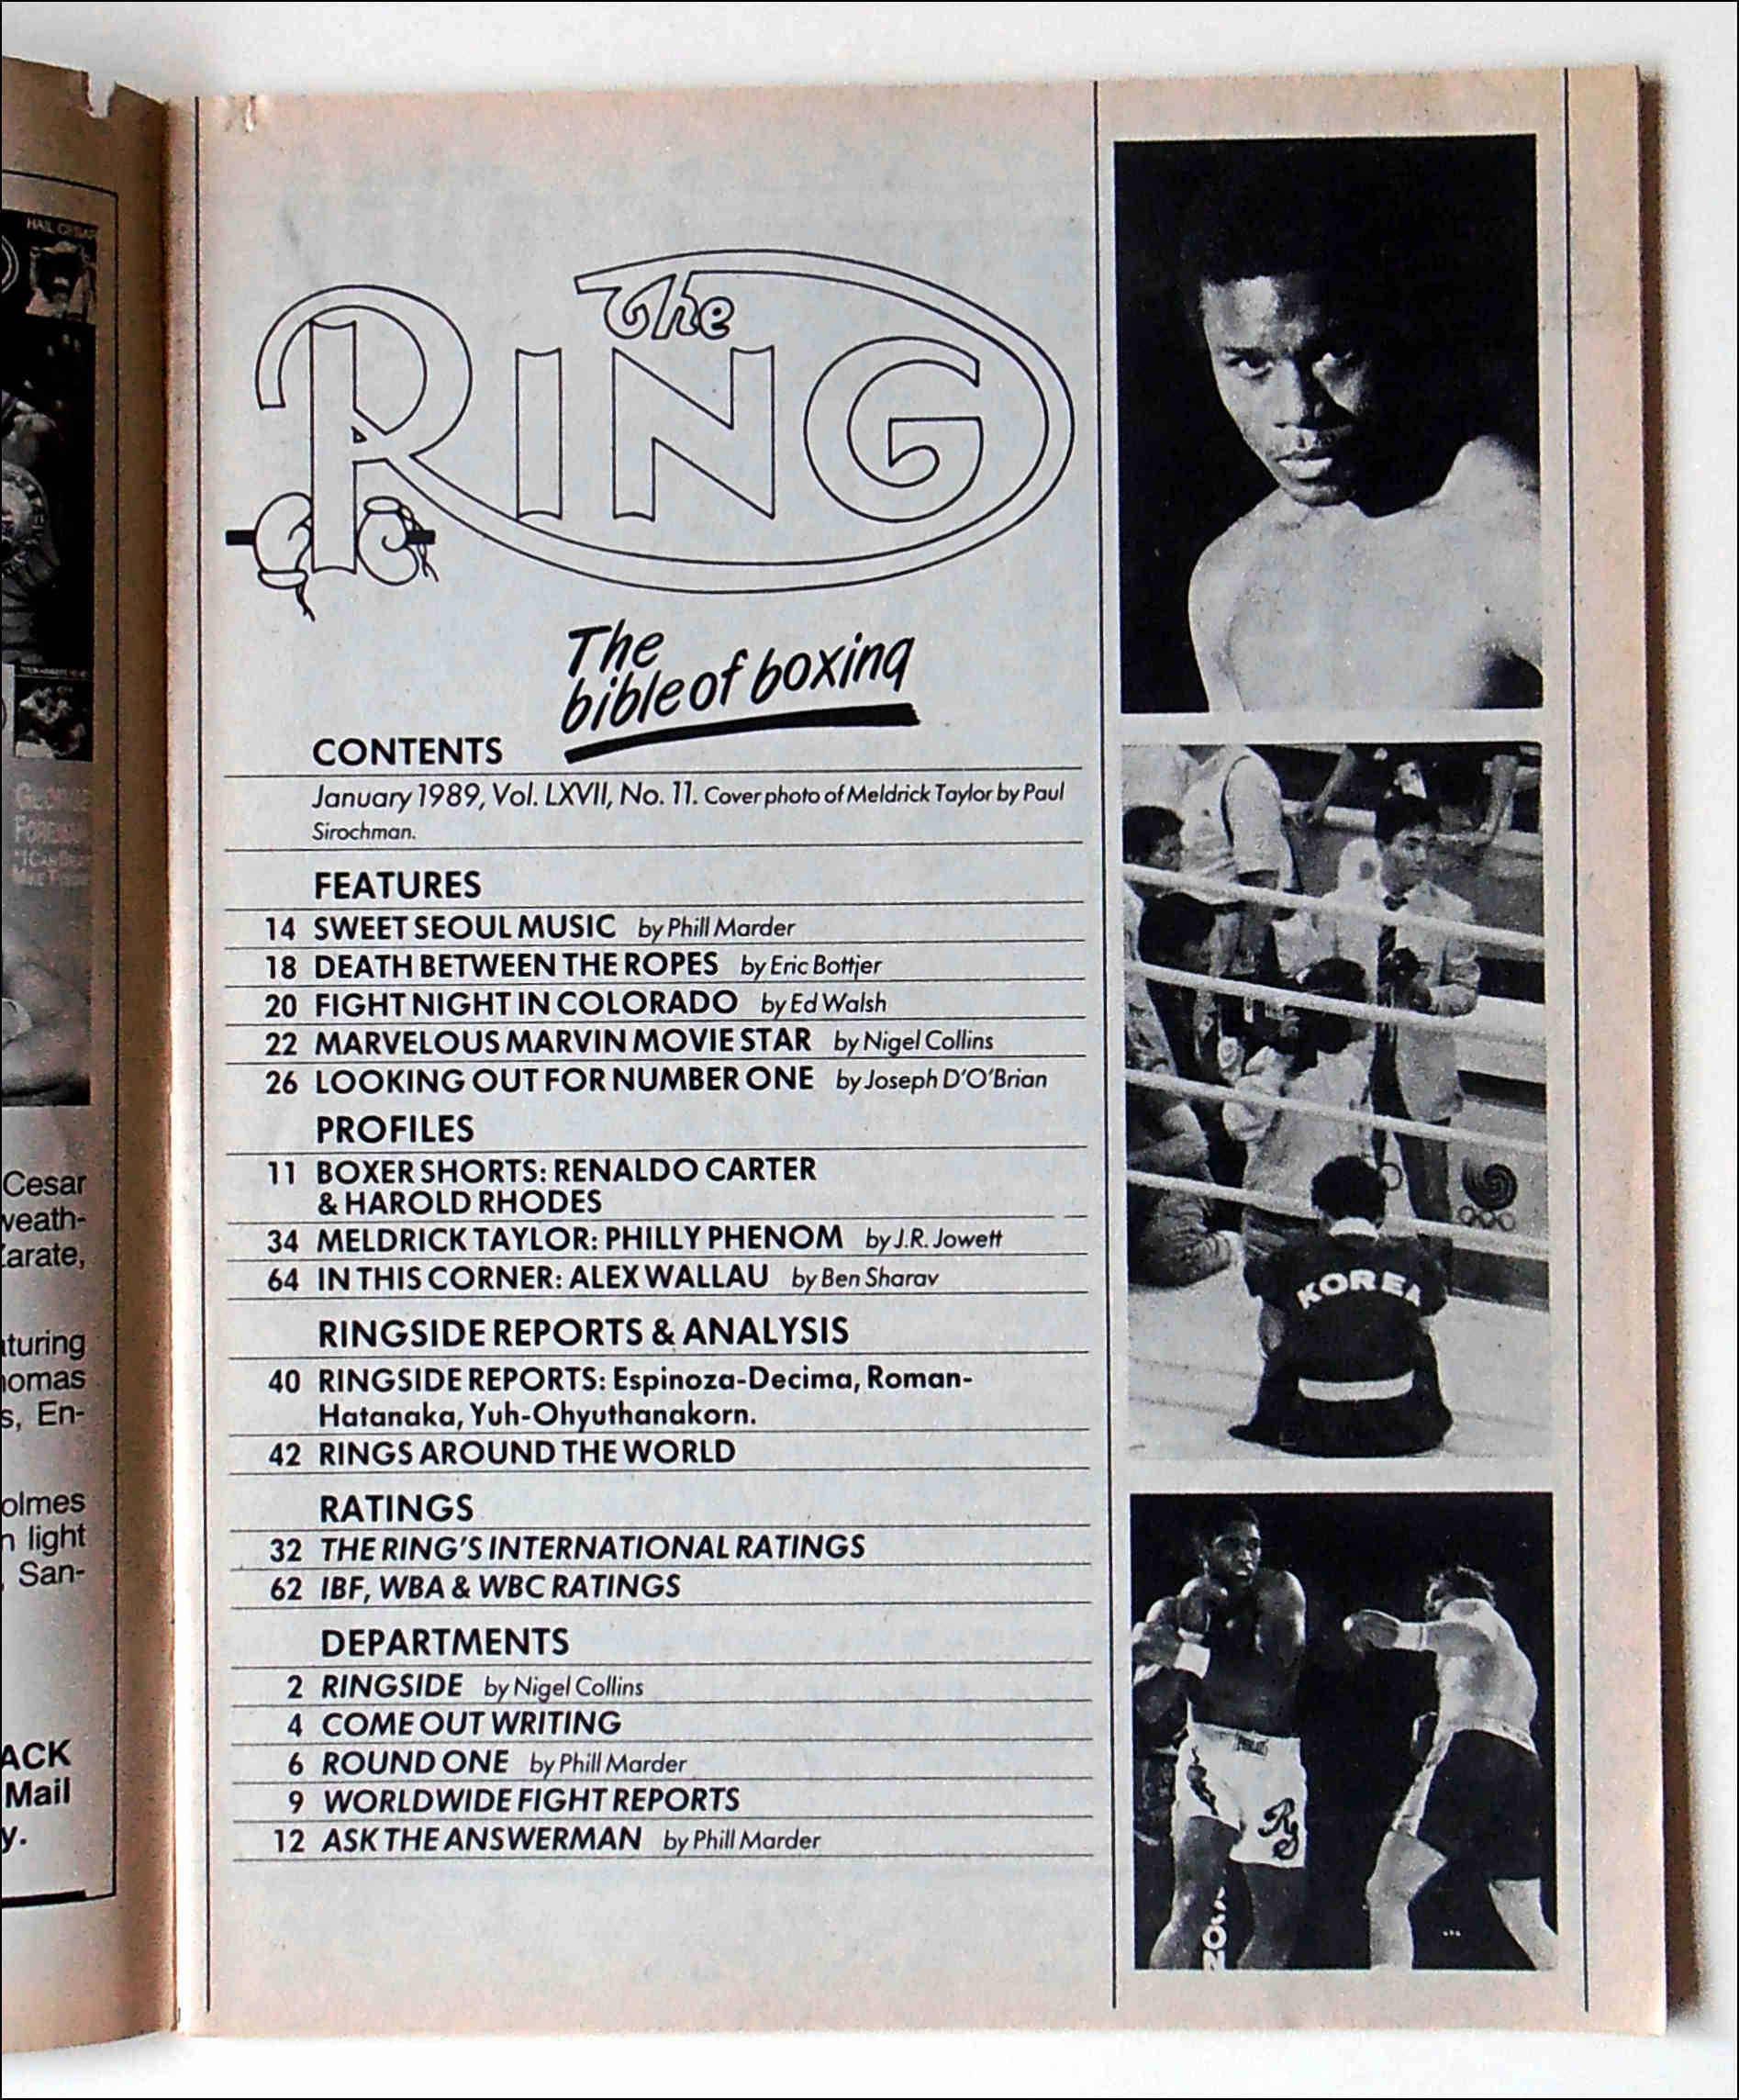 HAIL CESAR
Cesar
weath-
arate,
turing
omas
s, En-
olmes
n light
San-
ACK
Mail
y.
The
RING
The
bible of boxing
CONTENTS
January 1989, Vol. LXVII, No. 11. Cover photo of Meldrick Taylor by Paul
Sirochman.
FEATURES
14 SWEET SEOUL MUSIC by Phill Marder
18 DEATH BETWEEN THE ROPES by Eric Bottjer
20 FIGHT NIGHT IN COLORADO by Ed Walsh
22 MARVELOUS MARVIN MOVIE STAR by Nigel Collins
26 LOOKING OUT FOR NUMBER ONE by Joseph D'O'Brian
PROFILES
11 BOXER SHORTS: RENALDO CARTER
& HAROLD RHODES
34 MELDRICK TAYLOR: PHILLY PHENOM by J.R. Jowett
64 IN THIS CORNER: ALEX WALLAU by Ben Sharav
RINGSIDE REPORTS & ANALYSIS
40 RINGSIDE REPORTS: Espinoza-Decima, Roman-
Hatanaka, Yuh-Ohyuthanakorn.
42 RINGS AROUND THE WORLD
RATINGS
32 THE RING'S INTERNATIONAL RATINGS
62 IBF, WBA & WBC RATINGS
DEPARTMENTS
2 RINGSIDE by Nigel Collins
4 COME OUT WRITING
6 ROUND ONE by Phill Marder
9 WORLDWIDE FIGHT REPORTS
12 ASK THE ANSWERMAN by Phill Marder
KOREA